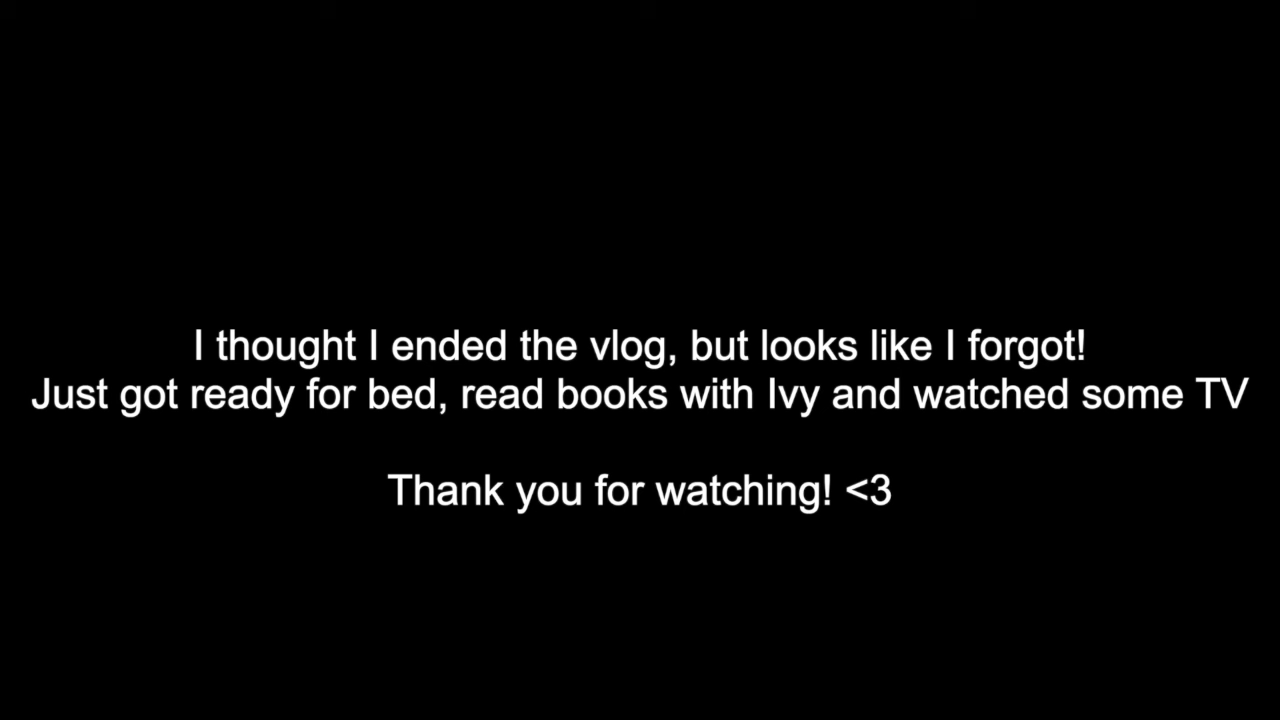 I thought I ended the vlog, but looks like I forgot!
Just got ready for bed, read books with Ivy and watched some TV
Thank you for watching! <3